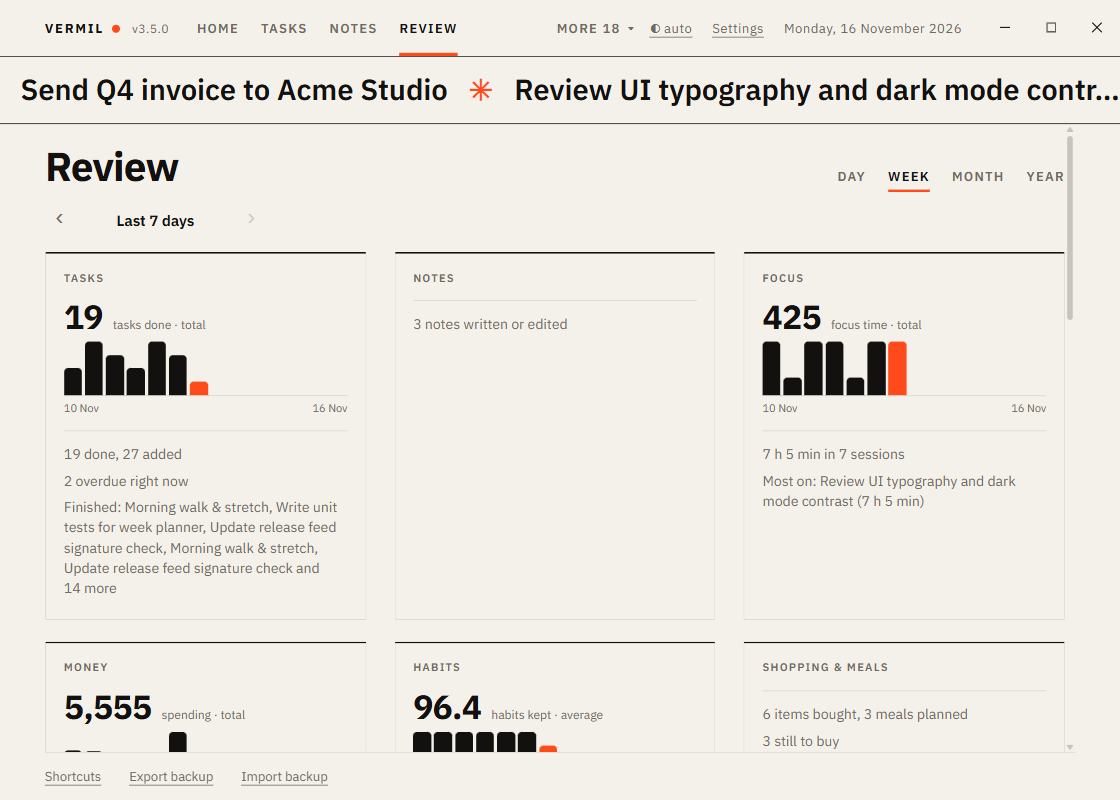 VERMIL v3.5.0 HOME TASKS NOTES REVIEW MORE 18 auto Settings Monday, 16 November 2026
Send Q4 invoice to Acme Studio ✳ Review UI typography and dark mode contr...
Review
DAY WEEK MONTH YEAR
‹ Last 7 days ›
TASKS
19 tasks done · total
10 Nov 16 Nov
19 done, 27 added
2 overdue right now
Finished: Morning walk & stretch, Write unit
tests for week planner, Update release feed
signature check, Morning walk & stretch,
Update release feed signature check and
14 more
NOTES
3 notes written or edited
FOCUS
425 focus time · total
10 Nov 16 Nov
7 h 5 min in 7 sessions
Most on: Review UI typography and dark
mode contrast (7 h 5 min)
MONEY
5,555 spending · total
HABITS
96.4 habits kept · average
SHOPPING & MEALS
6 items bought, 3 meals planned
3 still to buy
Shortcuts Export backup Import backup